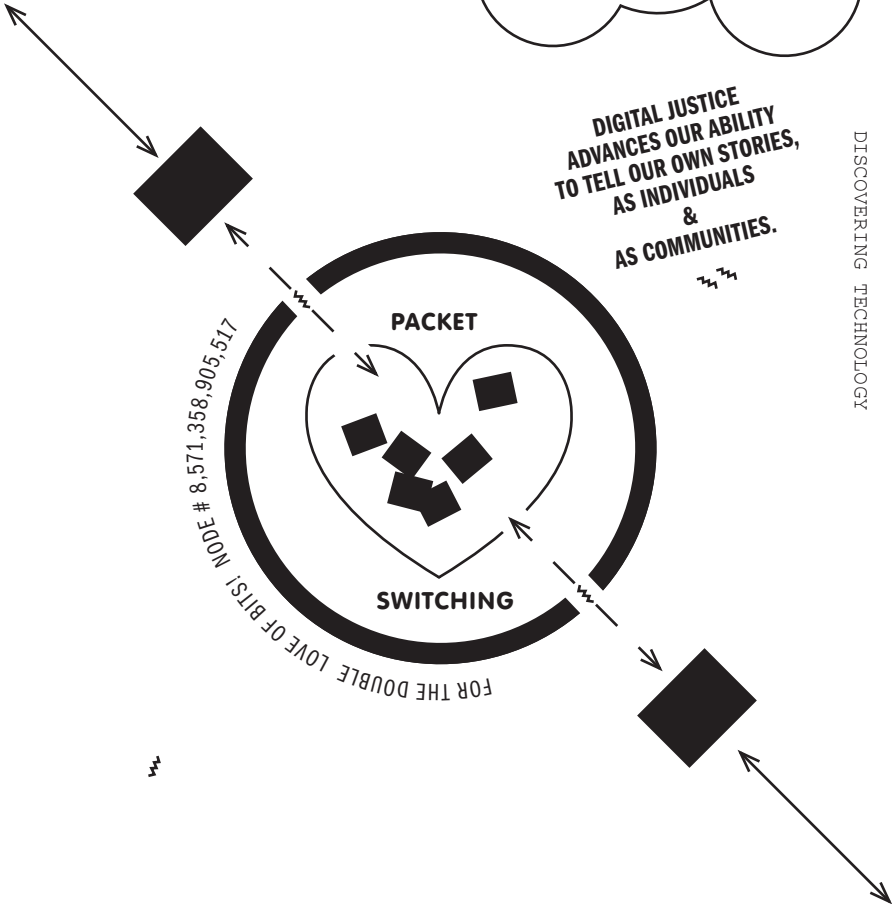 DIGITAL JUSTICE
ADVANCES OUR ABILITY
TO TELL OUR OWN STORIES,
AS INDIVIDUALS
&
AS COMMUNITIES.
DISCOVERING TECHNOLOGY
PACKET
SWITCHING
FOR THE DOUBLE LOVE OF BITS! NODE # 8,571,358,905,517